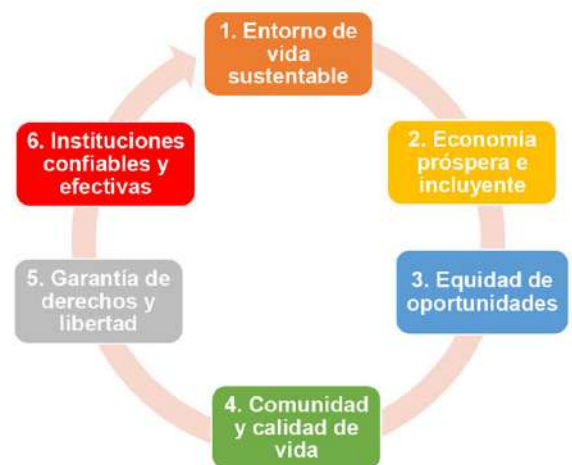 1. Entorno de
vida
sustentable
2. Economía
próspera e
incluyente
3. Equidad de
oportunidades
4. Comunidad
y calidad de
vida
5. Garantía de
derechos y
libertad
6. Instituciones
confiables y
efectivas